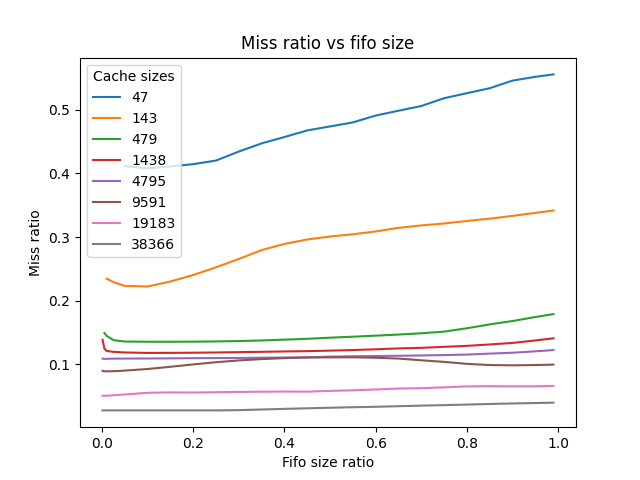 Miss ratio vs fifo size
Cache sizes
47
143
479
1438
4795
9591
19183
38366
0.5
0.4
0.3
0.2
0.1
Miss ratio
0.0 0.2 0.4 0.6 0.8 1.0
Fifo size ratio